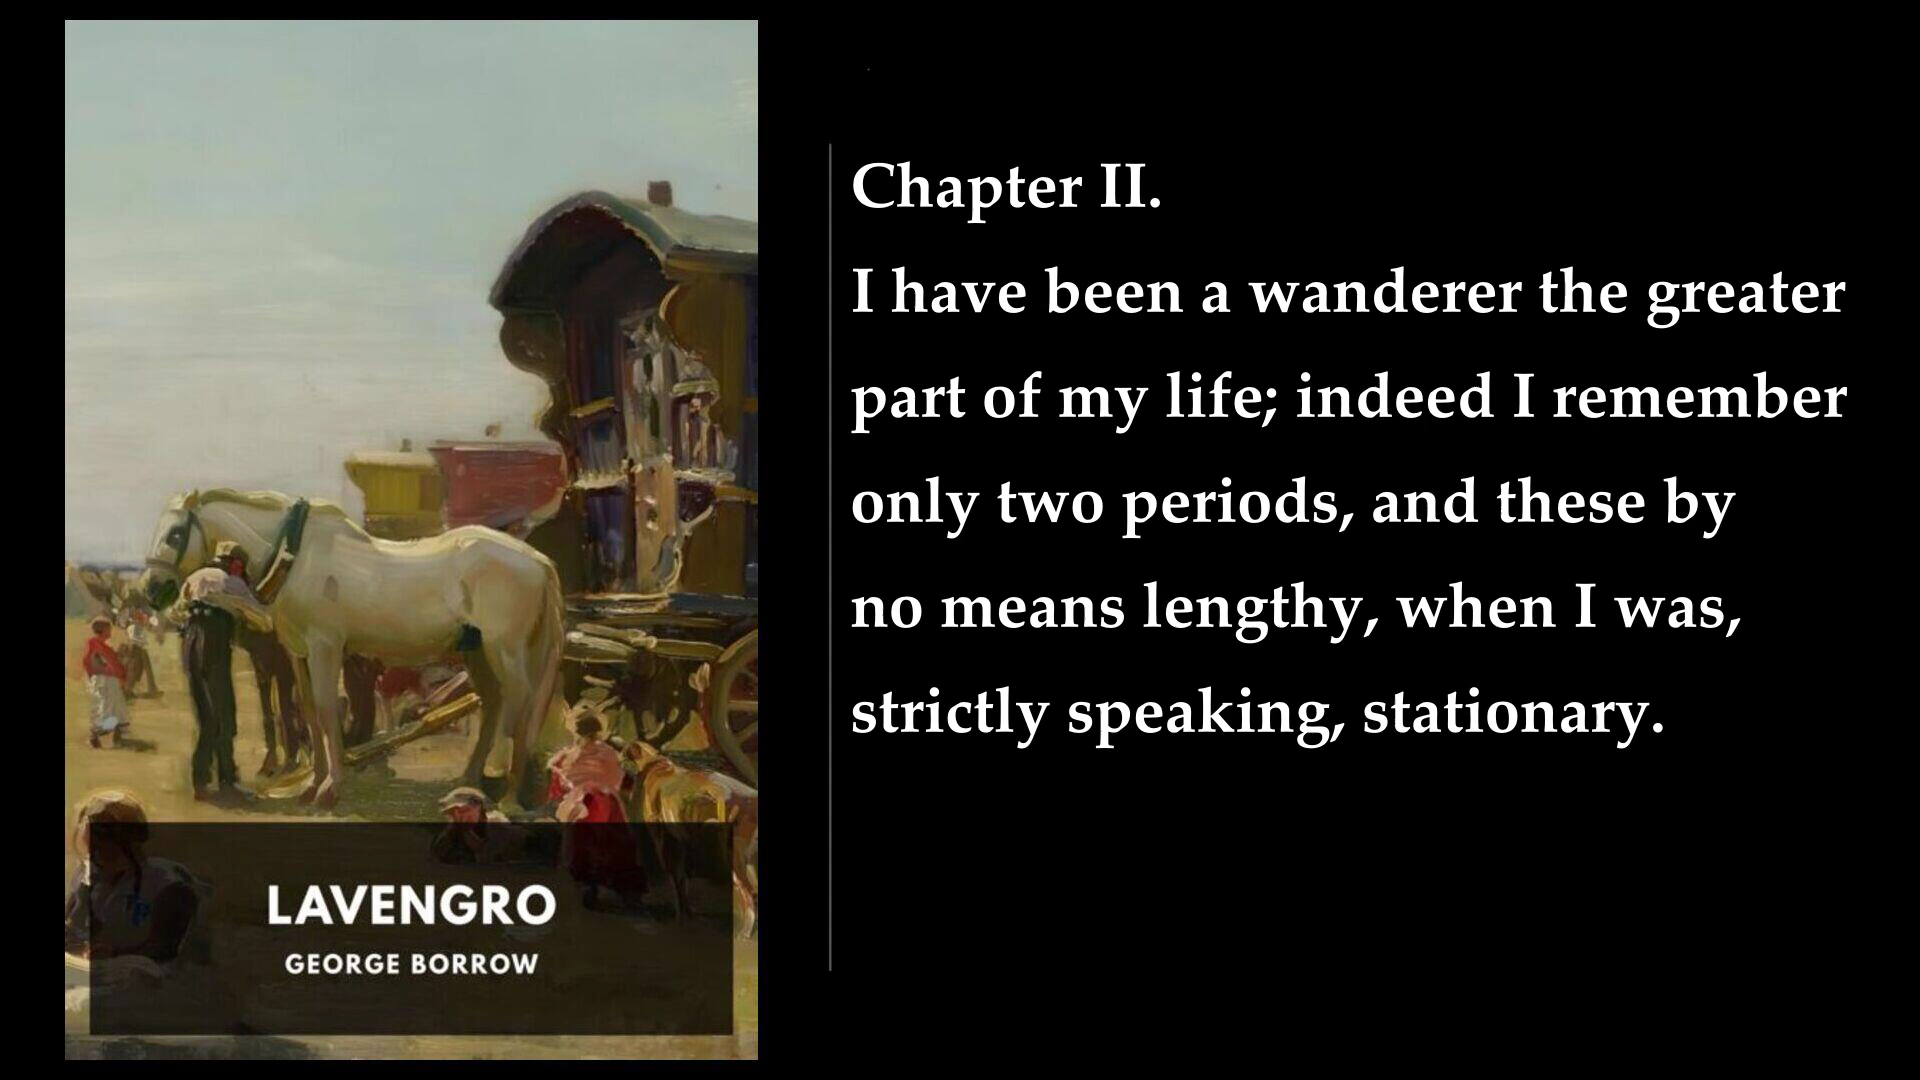 LAVENGRO
GEORGE BORROW
Chapter II.
I have been a wanderer the greater
part of my life; indeed I remember
only two periods, and these by
no means lengthy, when I was,
strictly speaking, stationary.